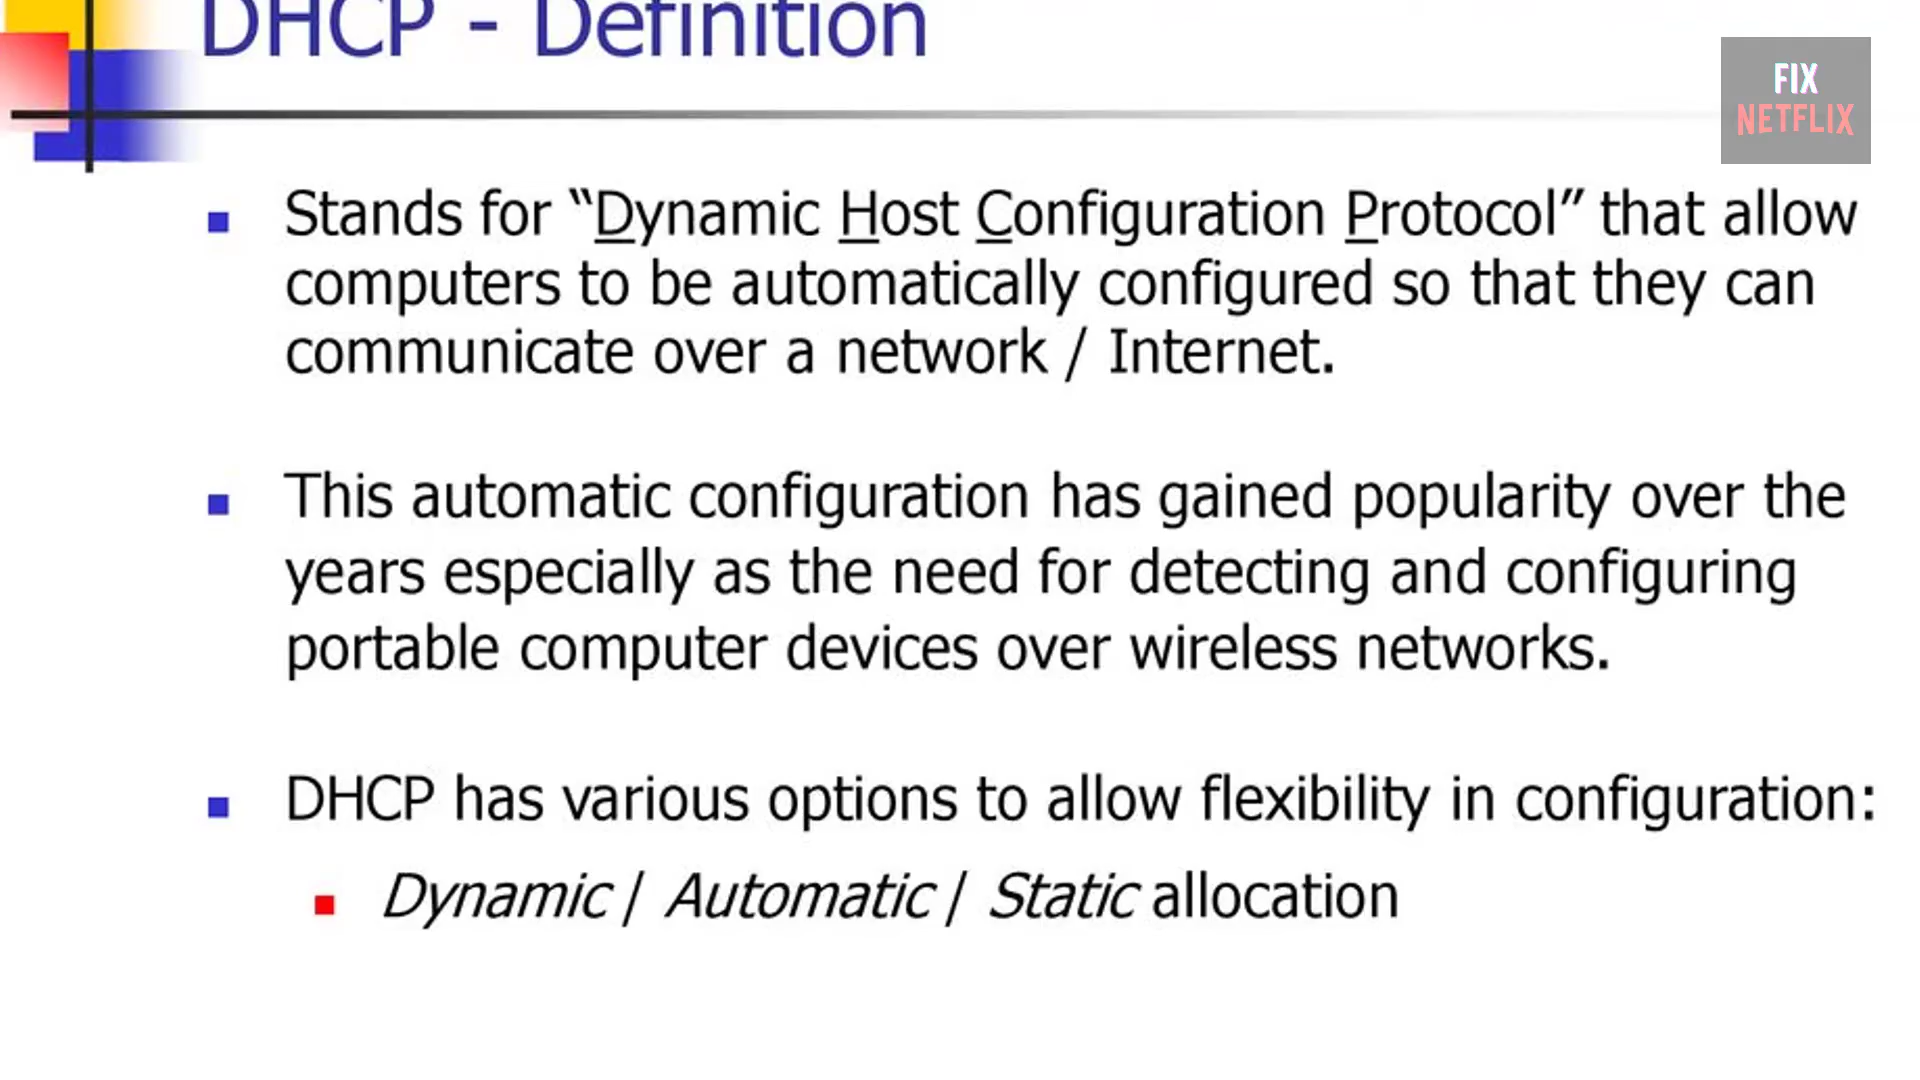 DHCP - Definition
FIX
NETFLIX
Stands for “Dynamic Host Configuration Protocol” that allow
computers to be automatically configured so that they can
communicate over a network / Internet.
This automatic configuration has gained popularity over the
years especially as the need for detecting and configuring
portable computer devices over wireless networks.
DHCP has various options to allow flexibility in configuration:
Dynamic / Automatic / Static allocation